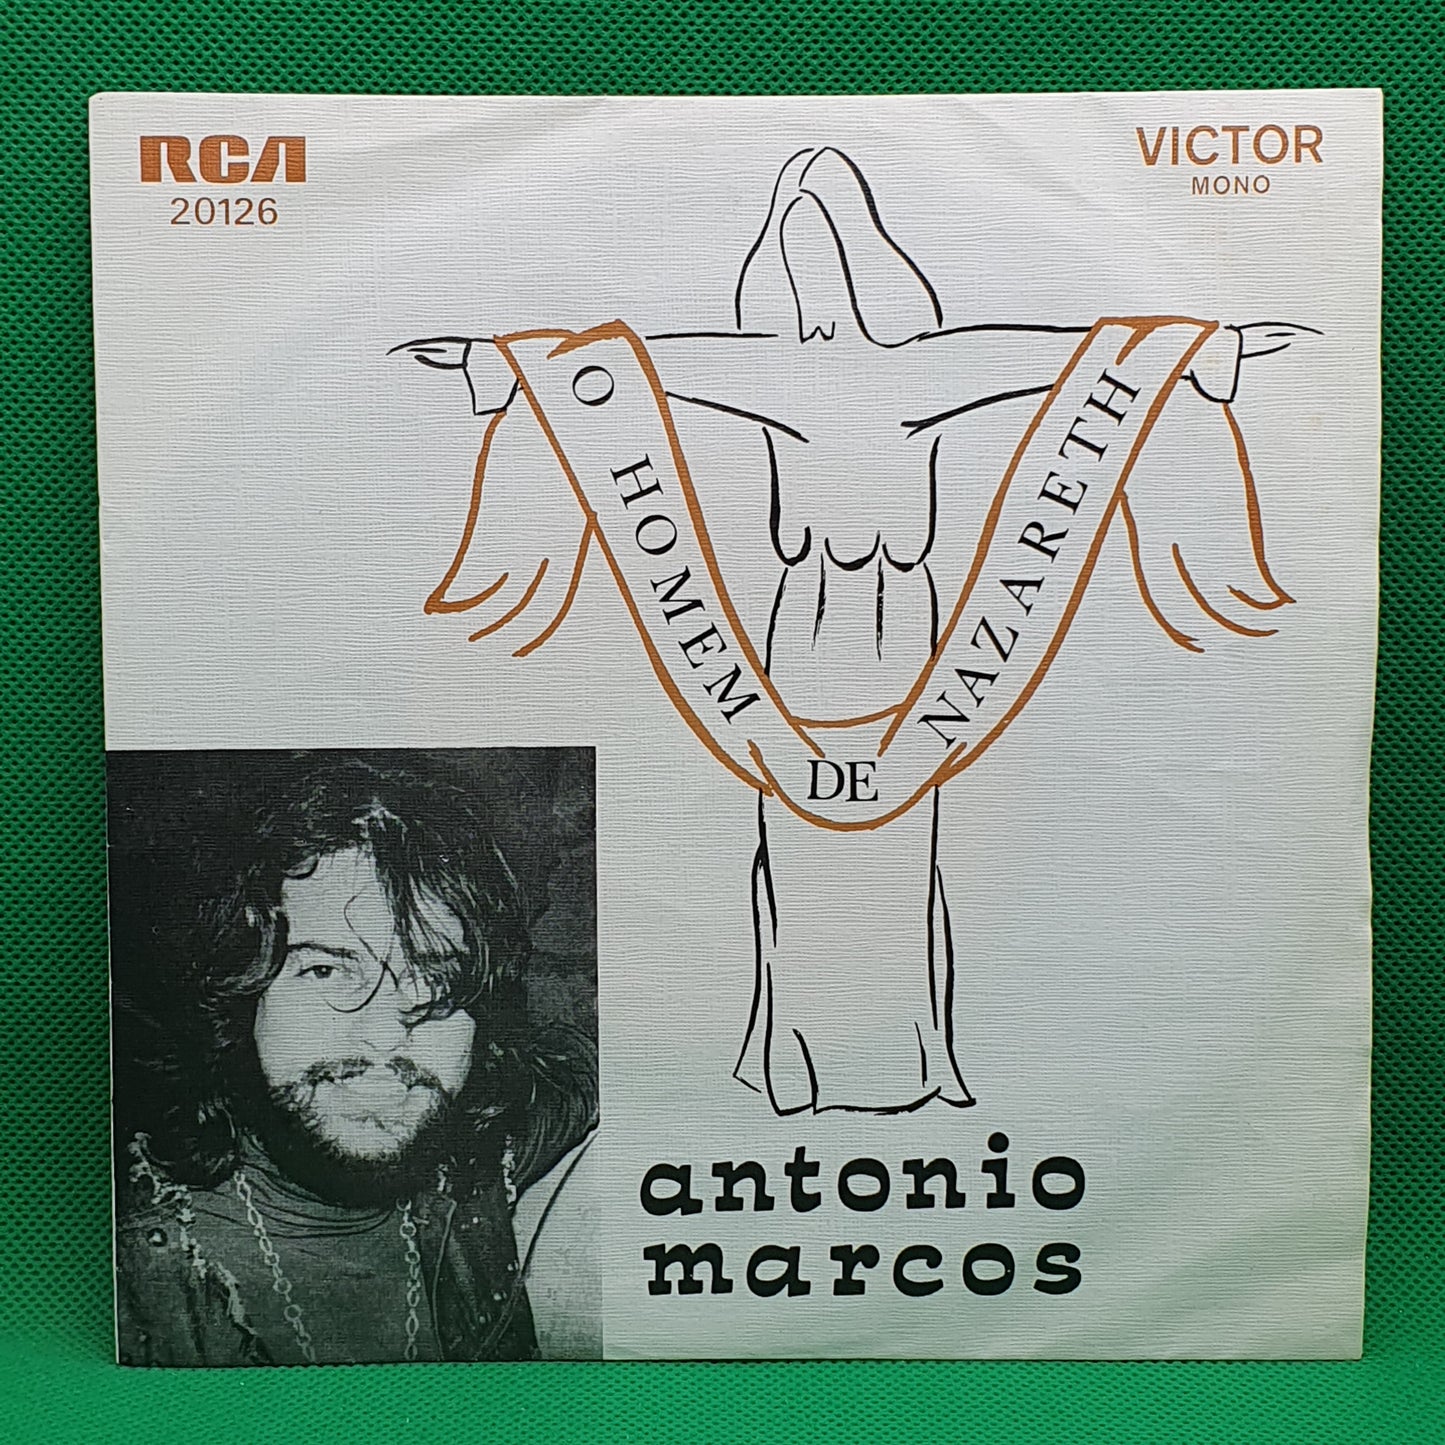 RCA
20126
VICTOR
MONO
O HOMEM
DE
NAZARETH
antonio
marcos